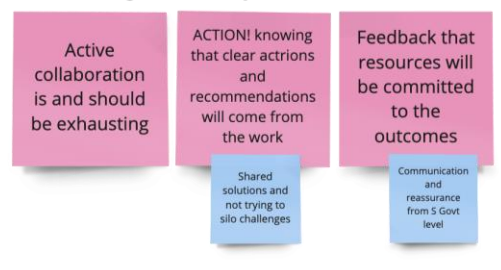 Active
collaboration
is and should
be exhausting
ACTION! knowing
that clear actrions
and
recommendations
will come from
the work
Feedback that
resources will
be committed
to the
outcomes
Shared
solutions and
not trying to
silo challenges
Communication
and
reassurance
from S Govt
level